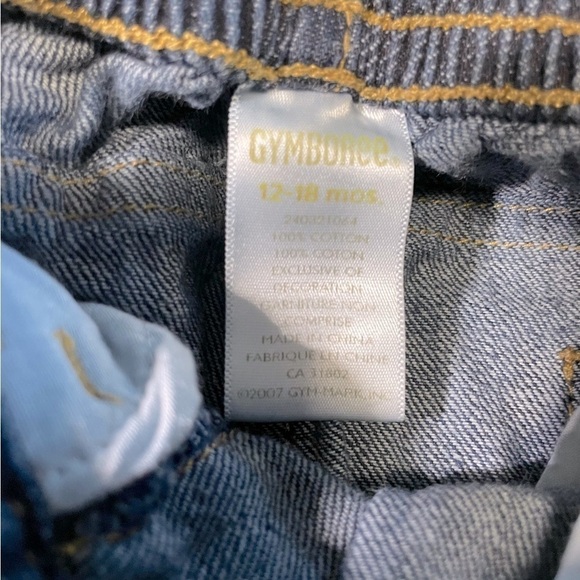 GYMBOREE.
12-18 mos.
240321064
100% COTTON
100% COTON
EXCLUSIVE OF
DECORATION
GARNITURE NON
COMPRISE
MADE IN CHINA
FABRIQUE EN CHINE
CA 31802
©2007 GYM-MARK, INC.